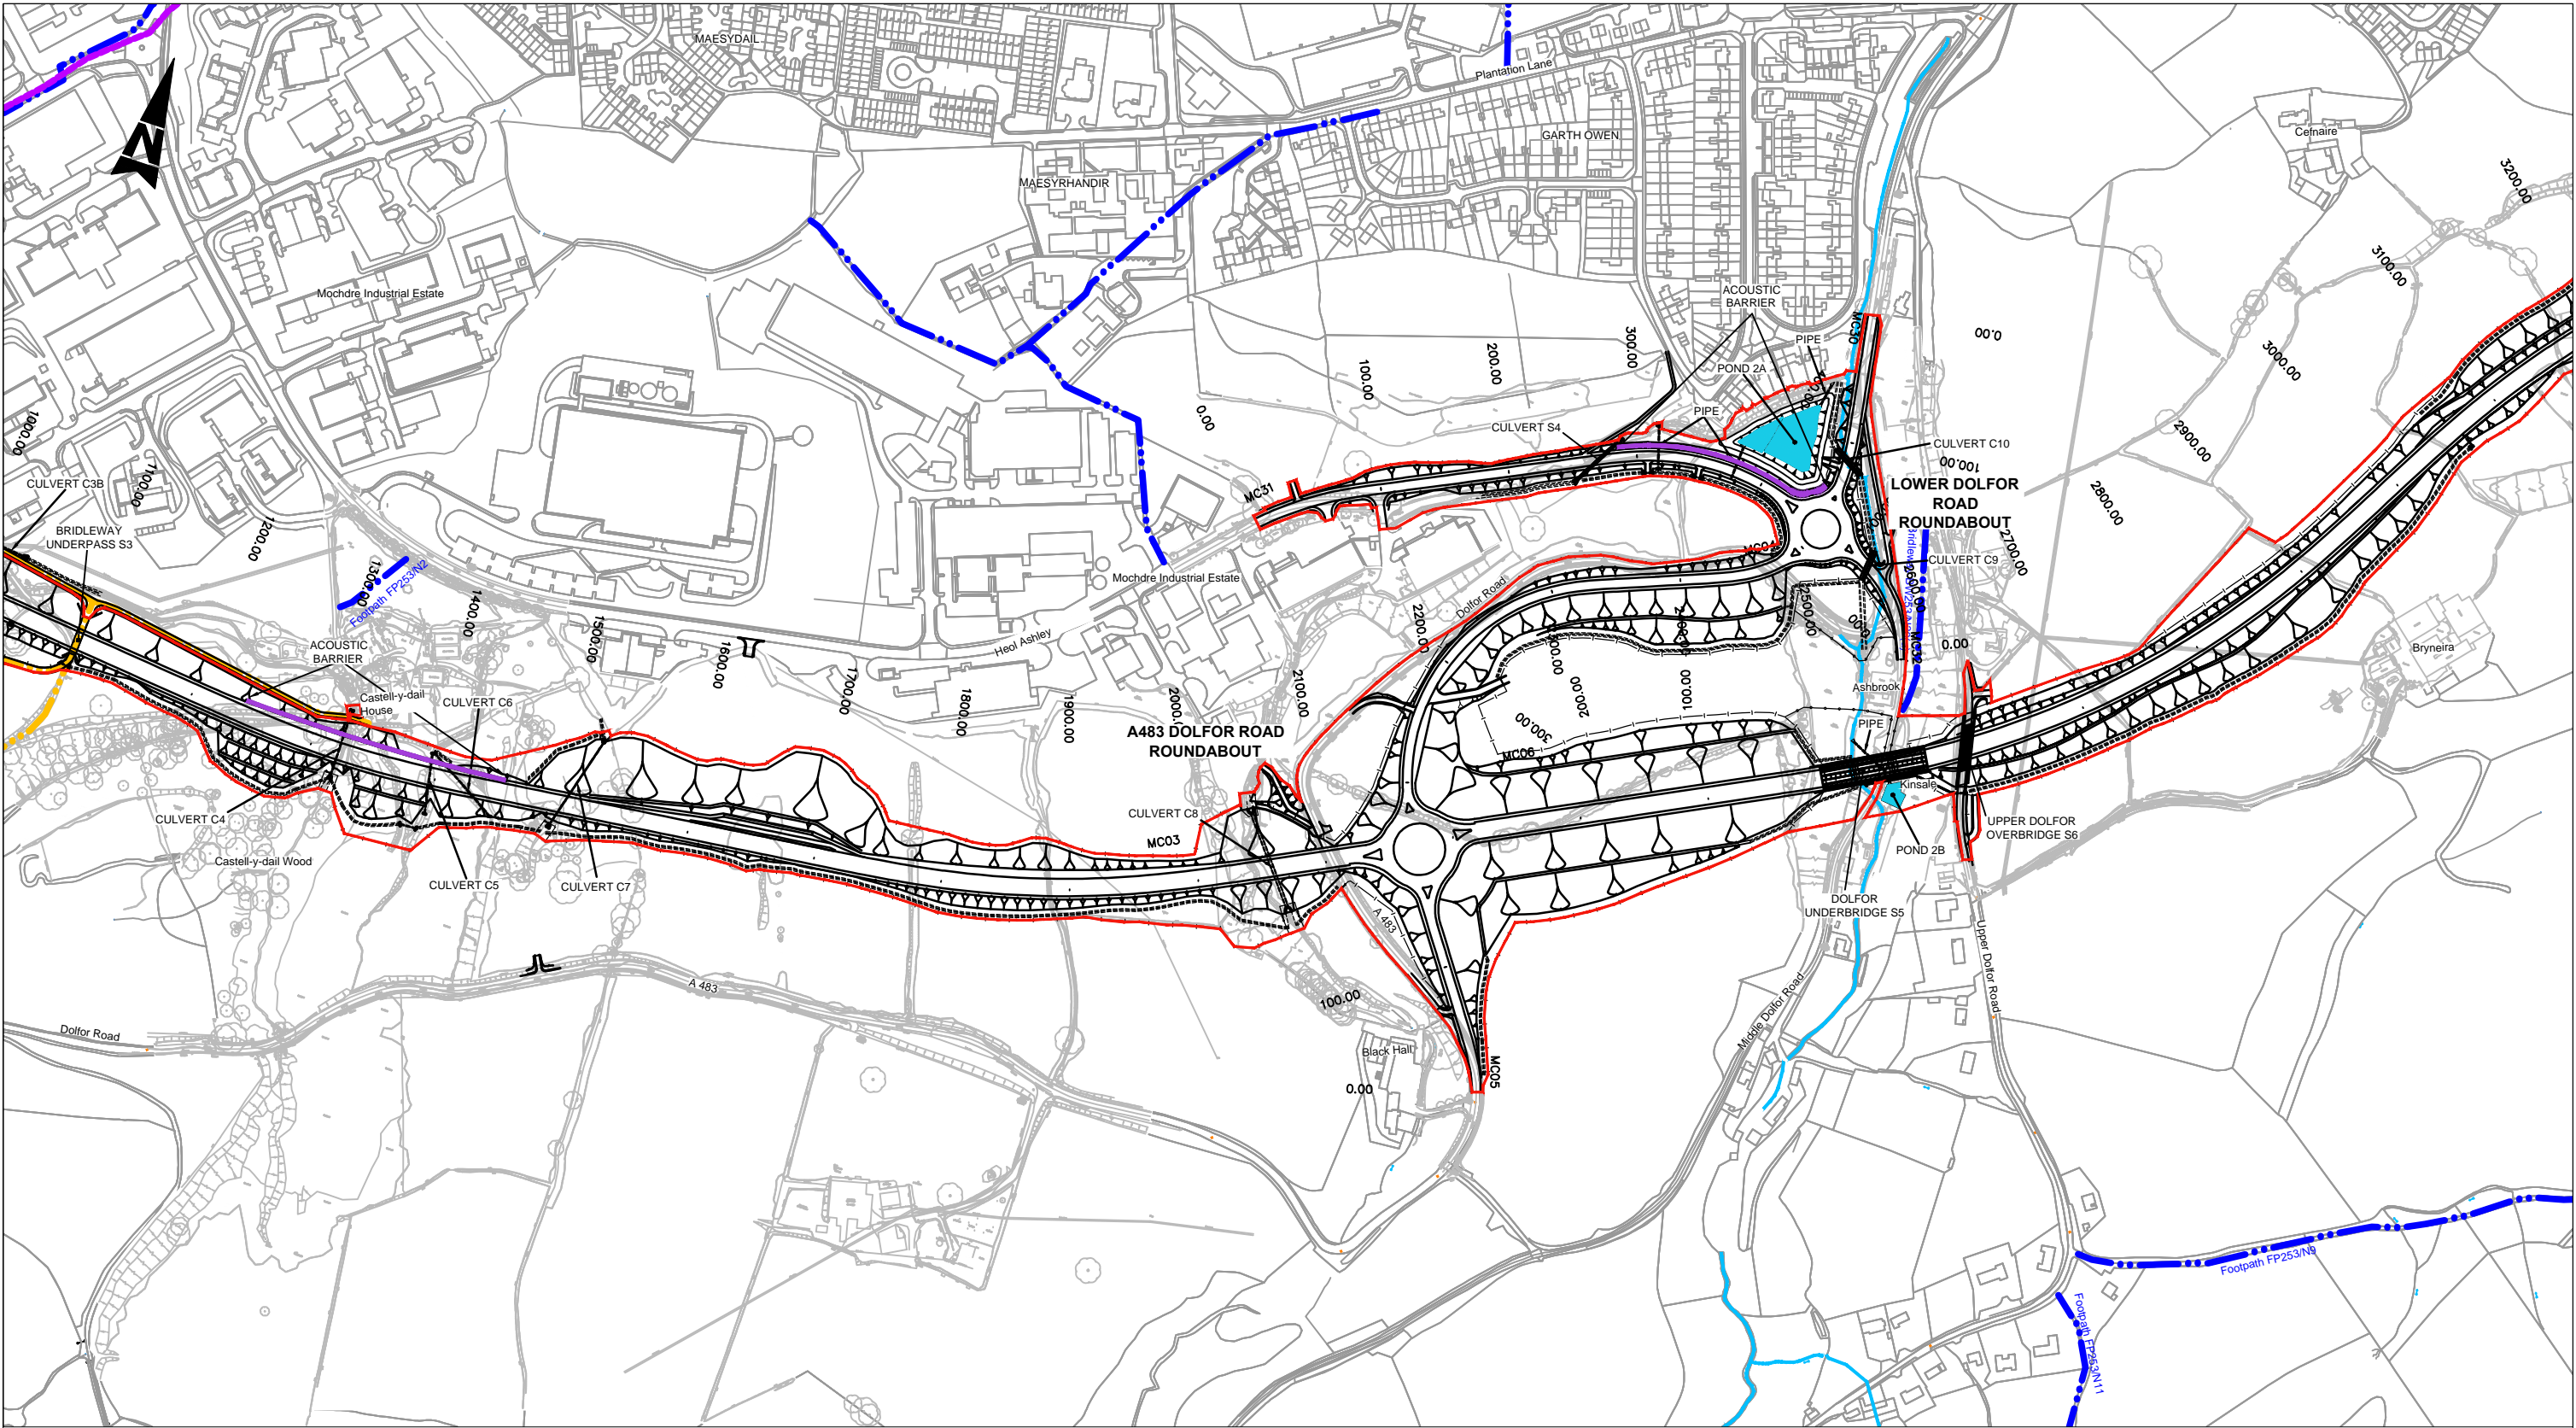 MAESYDAIL
Plantation Lane
GARTH OWEN
Cefnaire
MAESYRHANDIR
3200.00
3100.00
Mochdre Industrial Estate
ACOUSTIC
BARRIER
MC30
PIPE
0.00
3000.00
300.00
200.00
100.00
0.00
POND 2A
PIPE
CULVERT S4
CULVERT C10
100.00
2900.00
1000.00
1100.00
CULVERT C3B
1200.00
BRIDLEWAY
UNDERPASS S3
MC31
LOWER DOLFOR
ROAD
ROUNDABOUT
2800.00
2700.00
CULVERT C9
1300.00
Footpath FP253/N2
1400.00
1500.00
1600.00
1700.00
1800.00
1900.00
2100.00
2200.00
Mochdre Industrial Estate
Dolfor Road
Heol Ashley
2500.00
0.00
ACOUSTIC
BARRIER
Castell-y-dail
House
CULVERT C6
Bryneira
Ashbrook
200.00
100.00
300.00
PIPE
MC06
A483 DOLFOR ROAD
ROUNDABOUT
Kinsale
CULVERT C4
CULVERT C8
MC03
UPPER DOLFOR
OVERBRIDGE S6
POND 2B
Castell-y-dail Wood
CULVERT C5
CULVERT C7
DOLFOR
UNDERBRIDGE S5
A 483
A 483
Upper Dolfor Road
Middle Dolfor Road
100.00
Dolfor Road
Black Hall
0.00
MC05
Footpath FP253/N9
Footpath FP253/N11
N